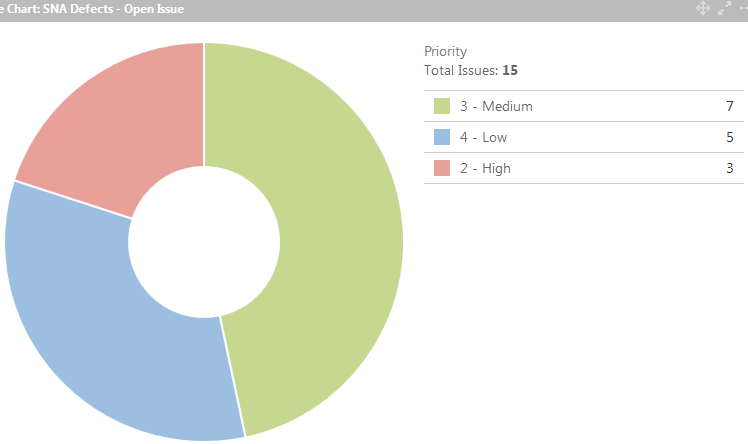 e Chart: SNA Defects - Open Issue
Priority
Total Issues: 15
3 - Medium 7
4 - Low 5
2 - High 3